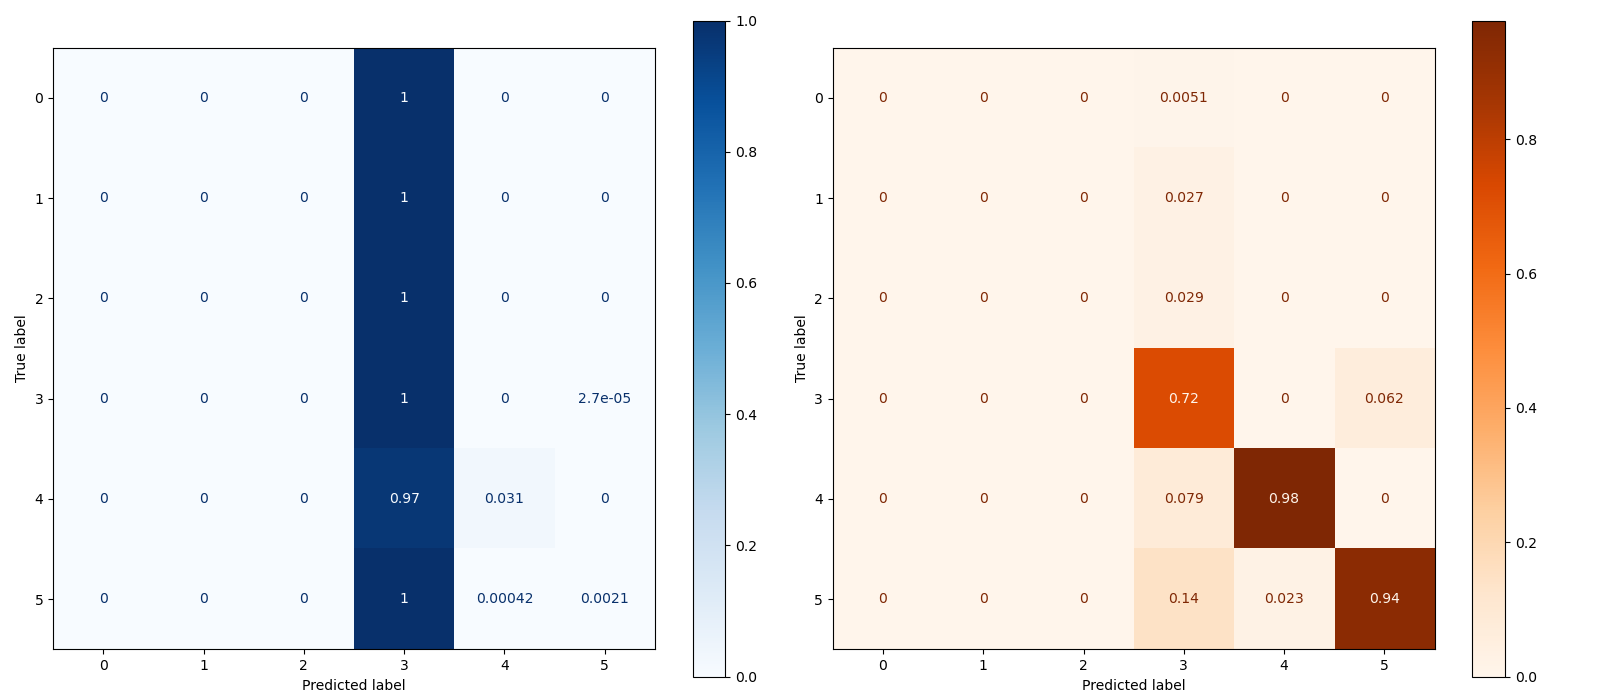 0 0 0 0 1 0 0
1 0 0 0 1 0 0
2 0 0 0 1 0 0
3 0 0 0 1 0 2.7e-05
4 0 0 0 0.97 0.031 0
5 0 0 0 1 0.00042 0.0021
0 1 2 3 4 5
True label
Predicted label
1.0
0.8
0.6
0.4
0.2
0.0
0 0 0 0 0.0051 0 0
1 0 0 0 0.027 0 0
2 0 0 0 0.029 0 0
3 0 0 0 0.72 0 0.062
4 0 0 0 0.079 0.98 0
5 0 0 0 0.14 0.023 0.94
0 1 2 3 4 5
True label
Predicted label
0.8
0.6
0.4
0.2
0.0